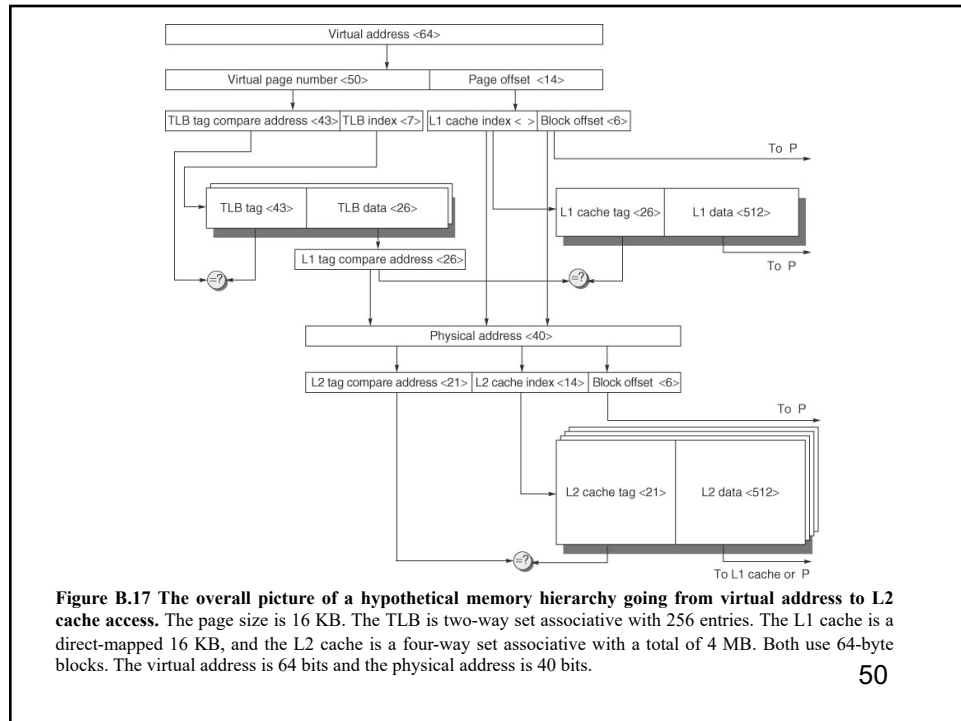 Virtual address <64>
Virtual page number <50> Page offset <14>
TLB tag compare address <43> TLB index <7> L1 cache index < > Block offset <6>
To P
TLB tag <43> TLB data <26>
L1 cache tag <26> L1 data <512>
To P
L1 tag compare address <26>
=?
=?
Physical address <40>
L2 tag compare address <21> L2 cache index <14> Block offset <6>
To P
L2 cache tag <21> L2 data <512>
=?
To L1 cache or P
Figure B.17 The overall picture of a hypothetical memory hierarchy going from virtual address to L2
cache access. The page size is 16 KB. The TLB is two-way set associative with 256 entries. The L1 cache is a
direct-mapped 16 KB, and the L2 cache is a four-way set associative with a total of 4 MB. Both use 64-byte
blocks. The virtual address is 64 bits and the physical address is 40 bits.
50